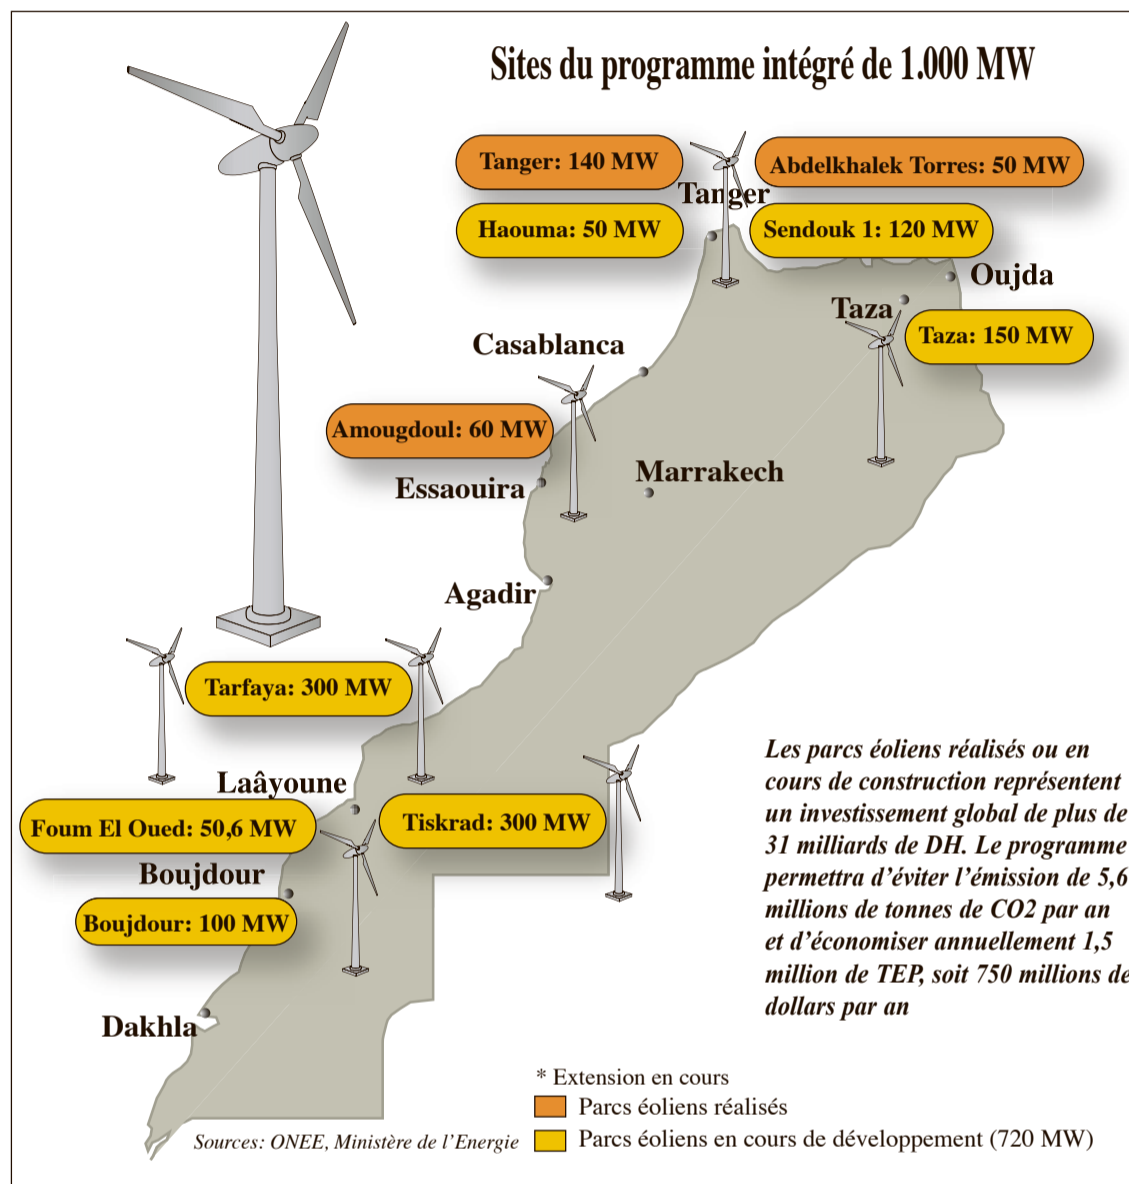 Sites du programme intégré de 1.000 MW
Tanger: 140 MW
Abdelkhalek Torres: 50 MW
Tanger
Haouma: 50 MW
Sendouk 1: 120 MW
Oujda
Taza
Taza: 150 MW
Casablanca
Amougdoul: 60 MW
Marrakech
Essaouira
Agadir
Tarfaya: 300 MW
Laâyoune
Foum El Oued: 50,6 MW
Tiskrad: 300 MW
Boujdour
Boujdour: 100 MW
Dakhla
Les parcs éoliens réalisés ou en
cours de construction représentent
un investissement global de plus de
31 milliards de DH. Le programme
permettra d’éviter l’émission de 5,6
millions de tonnes de CO2 par an
et d’économiser annuellement 1,5
million de TEP, soit 750 millions de
dollars par an
* Extension en cours
Parcs éoliens réalisés
Parcs éoliens en cours de développement (720 MW)
Sources: ONEE, Ministère de l’Energie